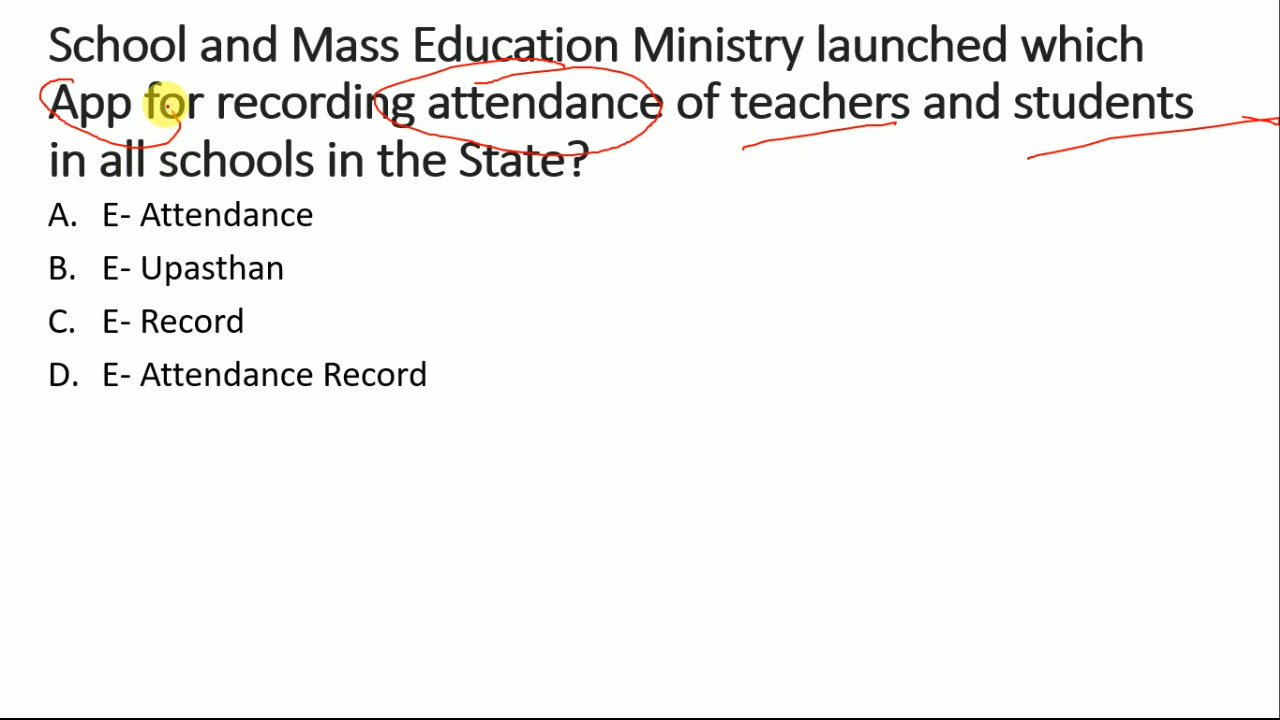 School and Mass Education Ministry launched which
App for recording attendance of teachers and students
in all schools in the State?
A. E- Attendance
B. E- Upasthan
C. E- Record
D. E- Attendance Record